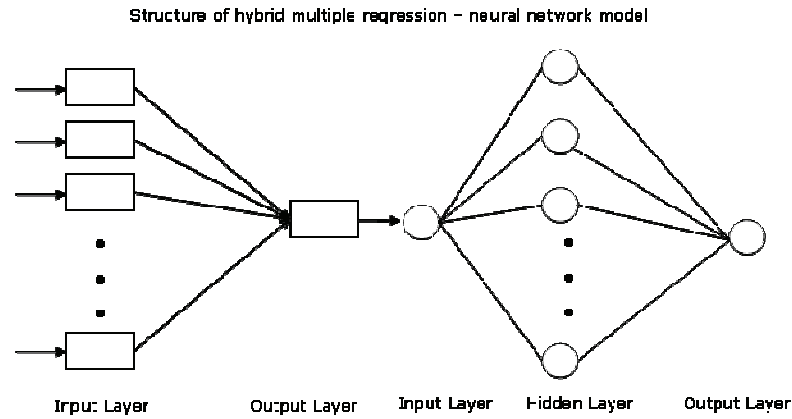 Structure of hybrid multiple regression – neural network model
Input Layer
Output Layer
Input Layer
Hidden Layer
Output Layer